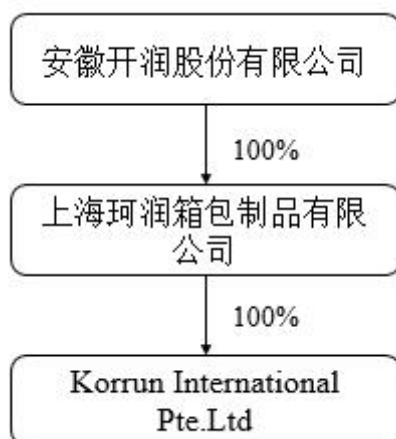 安徽开润股份有限公司
100%
上海珂润箱包制品有限
公司
100%
Korrun International
Pte.Ltd